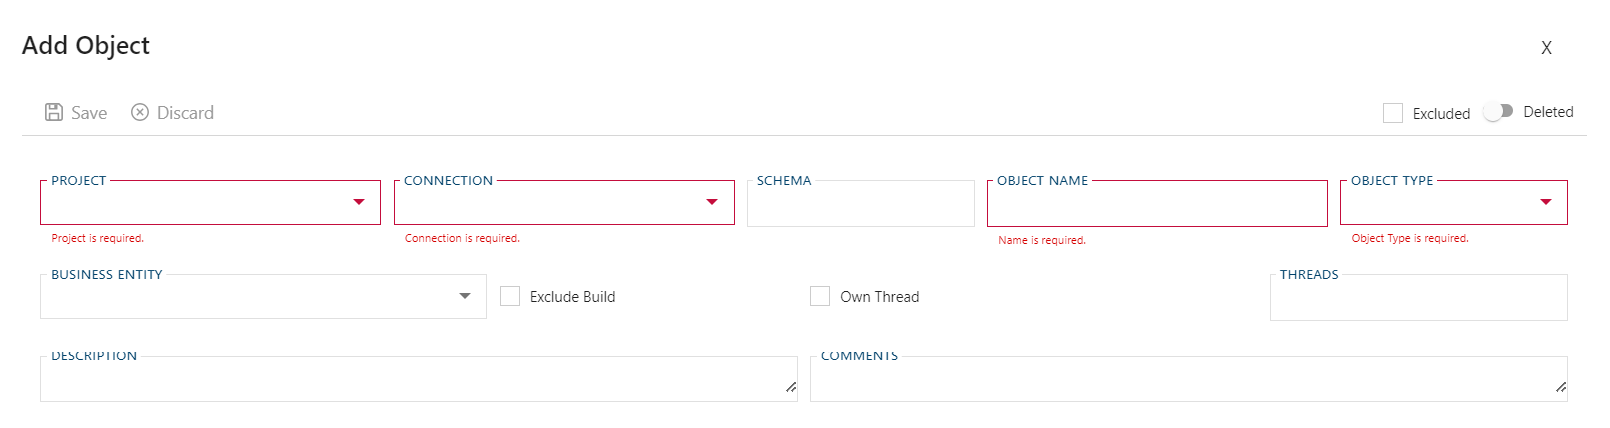 Add Object
X
Save Discard Excluded Deleted
PROJECT CONNECTION SCHEMA OBJECT NAME OBJECT TYPE
Project is required. Connection is required. Name is required. Object Type is required.
BUSINESS ENTITY Exclude Build Own Thread THREADS
DESCRIPTION COMMENTS